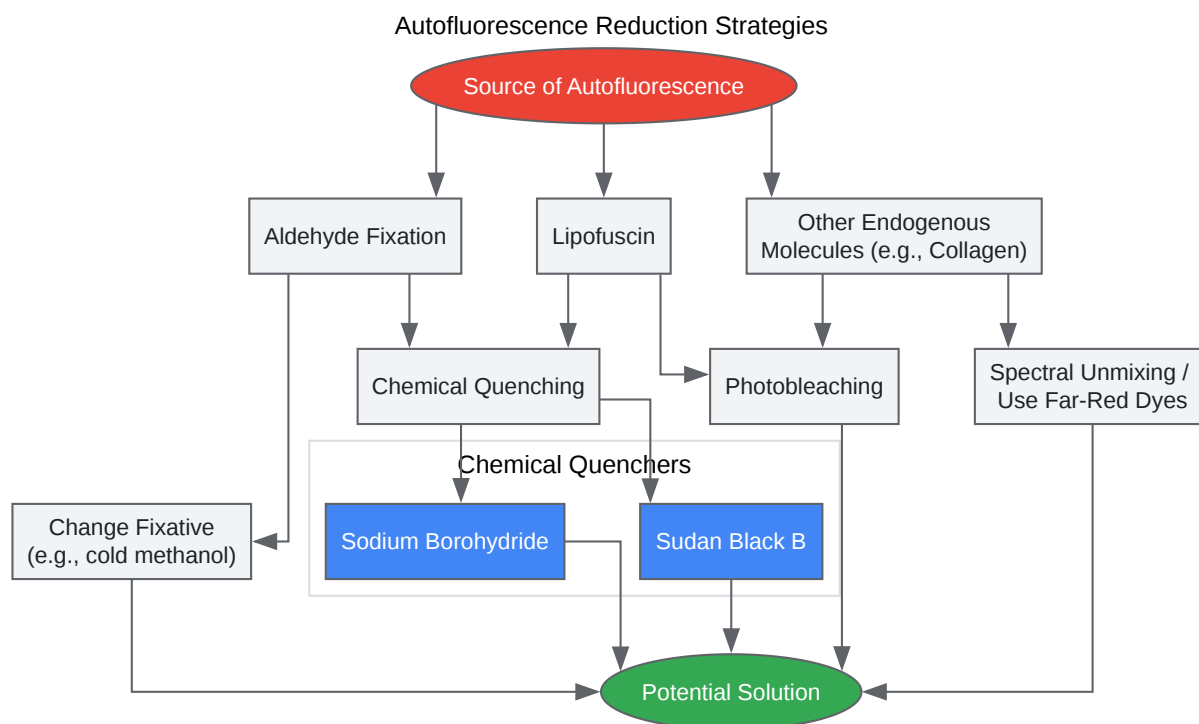 Autofluorescence Reduction Strategies
Source of Autofluorescence
Aldehyde Fixation
Lipofuscin
Other Endogenous
Molecules (e.g., Collagen)
Chemical Quenching
Photobleaching
Spectral Unmixing /
Use Far-Red Dyes
Chemical Quenchers
Change Fixative
(e.g., cold methanol)
Sodium Borohydride
Sudan Black B
Potential Solution